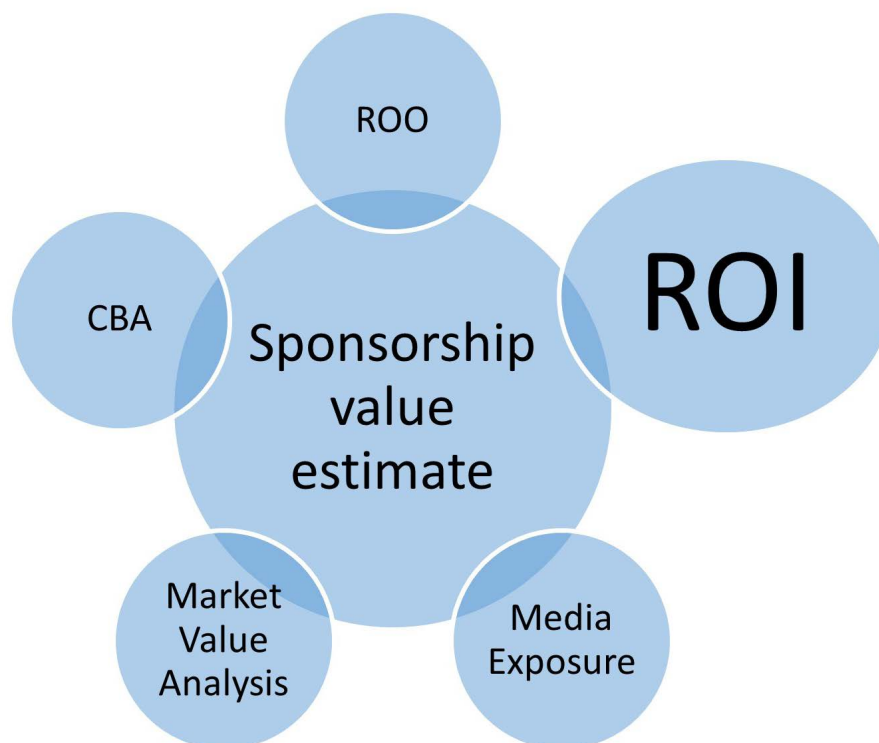 ROO
ROI
CBA
Sponsorship
value
estimate
Market
Value
Analysis
Media
Exposure